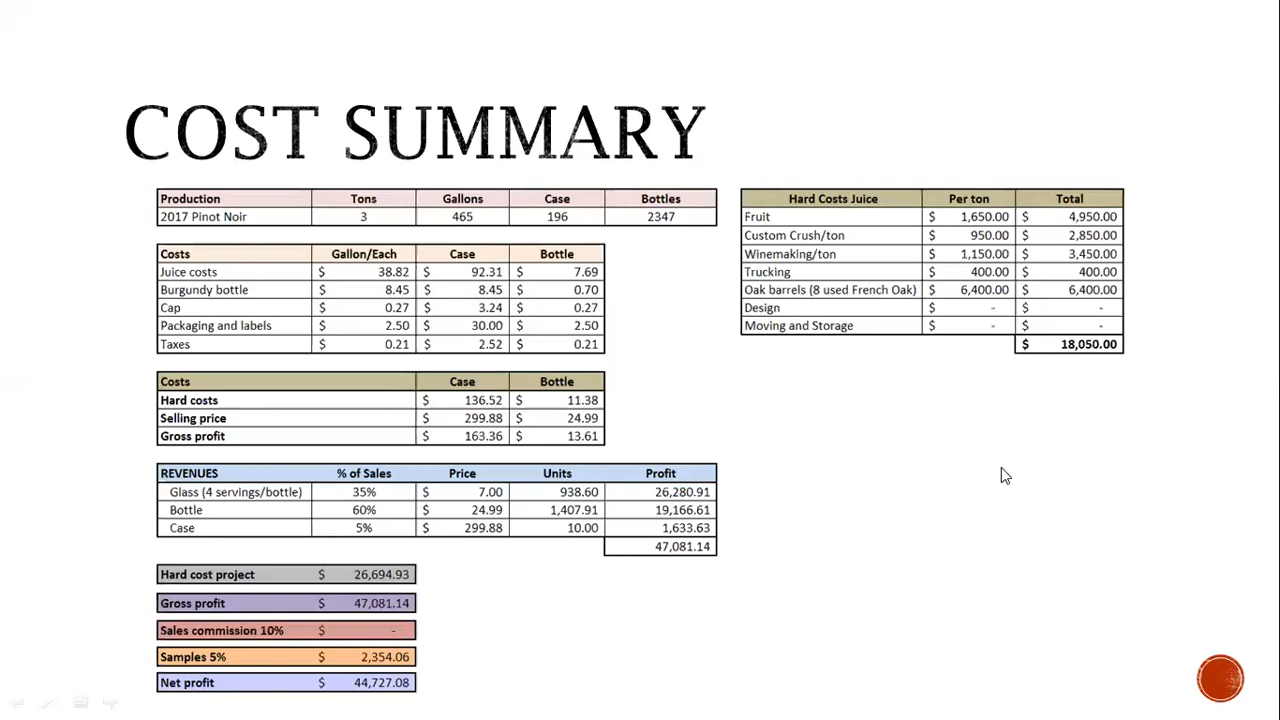 COST SUMMARY
Production Tons Gallons Case Bottles
2017 Pinot Noir 3 465 196 2347
Costs Gallon/Each Case Bottle
Juice costs $ 38.82 $ 92.31 $ 7.69
Burgundy bottle $ 8.45 $ 8.45 $ 0.70
Cap $ 0.27 $ 3.24 $ 0.27
Packaging and labels $ 2.50 $ 30.00 $ 2.50
Taxes $ 0.21 $ 2.52 $ 0.21
Costs Case Bottle
Hard costs $ 136.52 $ 11.38
Selling price $ 299.88 $ 24.99
Gross profit $ 163.36 $ 13.61
REVENUES % of Sales Price Units Profit
Glass (4 servings/bottle) 35% $ 7.00 938.60 26,280.91
Bottle 60% $ 24.99 1,407.91 19,166.61
Case 5% $ 299.88 10.00 1,633.63
47,081.14
Hard cost project $ 26,694.93
Gross profit $ 47,081.14
Sales commission 10% $ -
Samples 5% $ 2,354.06
Net profit $ 44,727.08
Hard Costs Juice Per ton Total
Fruit $ 1,650.00 $ 4,950.00
Custom Crush/ton $ 950.00 $ 2,850.00
Winemaking/ton $ 1,150.00 $ 3,450.00
Trucking $ 400.00 $ 400.00
Oak barrels (8 used French Oak) $ 6,400.00 $ 6,400.00
Design $ - $ -
Moving and Storage $ - $ -
$ 18,050.00